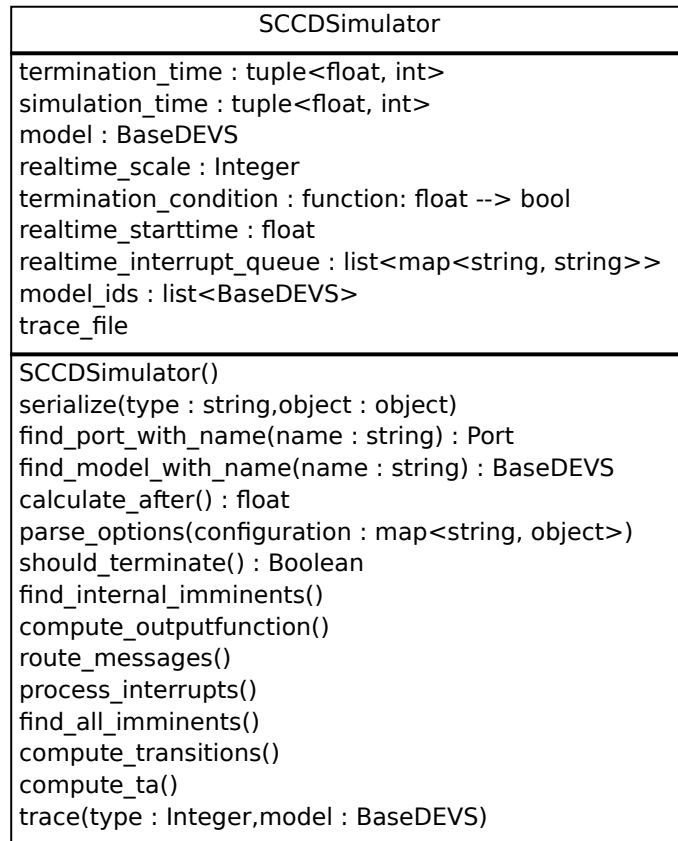 SCCDSimulator
termination_time : tuple<float, int>
simulation_time : tuple<float, int>
model : BaseDEVS
realtime_scale : Integer
termination_condition : function: float --> bool
realtime_starttime : float
realtime_interrupt_queue : list<map<string, string>>
model_ids : list<BaseDEVS>
trace_file
SCCDSimulator()
serialize(type : string,object : object)
find_port_with_name(name : string) : Port
find_model_with_name(name : string) : BaseDEVS
calculate_after() : float
parse_options(configuration : map<string, object>)
should_terminate() : Boolean
find_internal_imminents()
compute_outputfunction()
route_messages()
process_interrupts()
find_all_imminents()
compute_transitions()
compute_ta()
trace(type : Integer,model : BaseDEVS)